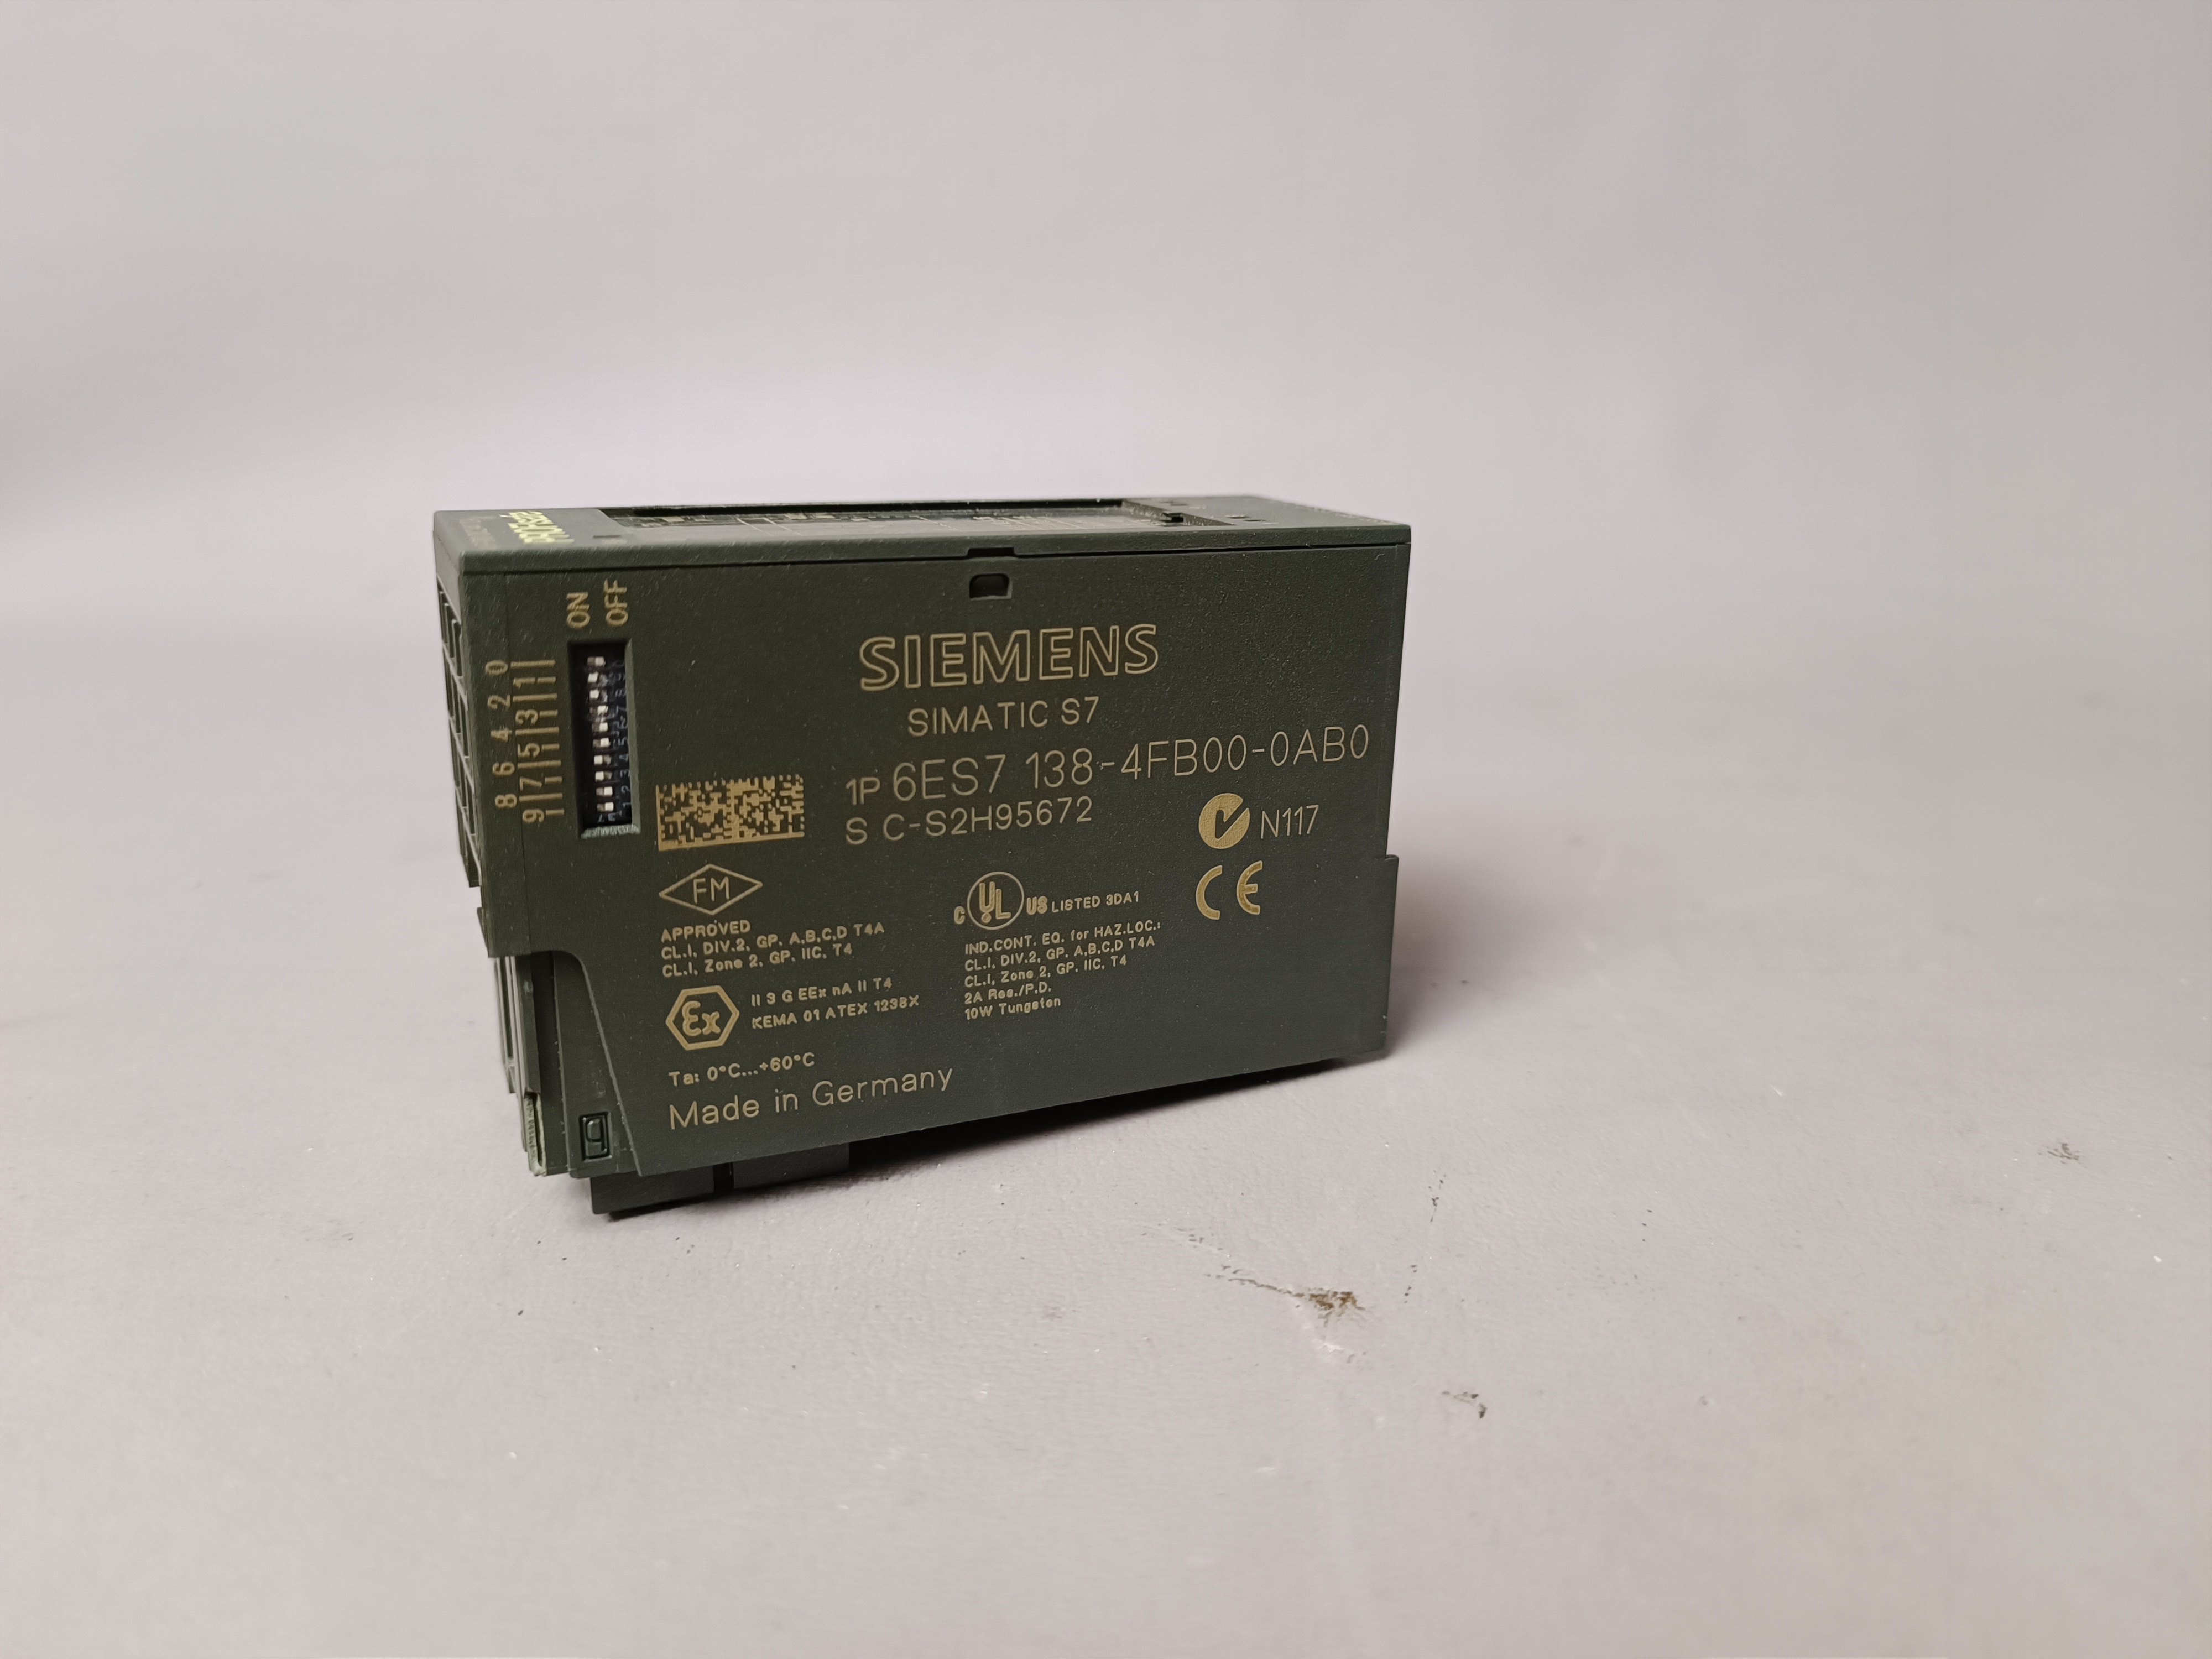 PROFIsafe
ON
OFF
8 6 4 2 0
9 7 5 3 1
SIEMENS
SIMATIC S7
1P 6ES7 138-4FB00-0AB0
S C-S2H95672
N117
CE
FM
APPROVED
CL.I, DIV.2, GP. A,B,C,D T4A
CL.I, Zone 2, GP. IIC, T4
C UL US LISTED 3DA1
IND.CONT. EQ. for HAZ.LOC.:
CL.I, DIV.2, GP. A,B,C,D T4A
CL.I, Zone 2, GP. IIC, T4
2A Res./P.D.
10W Tungsten
Ex
II 3 G EEx nA II T4
KEMA 01 ATEX 1238X
Ta: 0°C...+60°C
Made in Germany